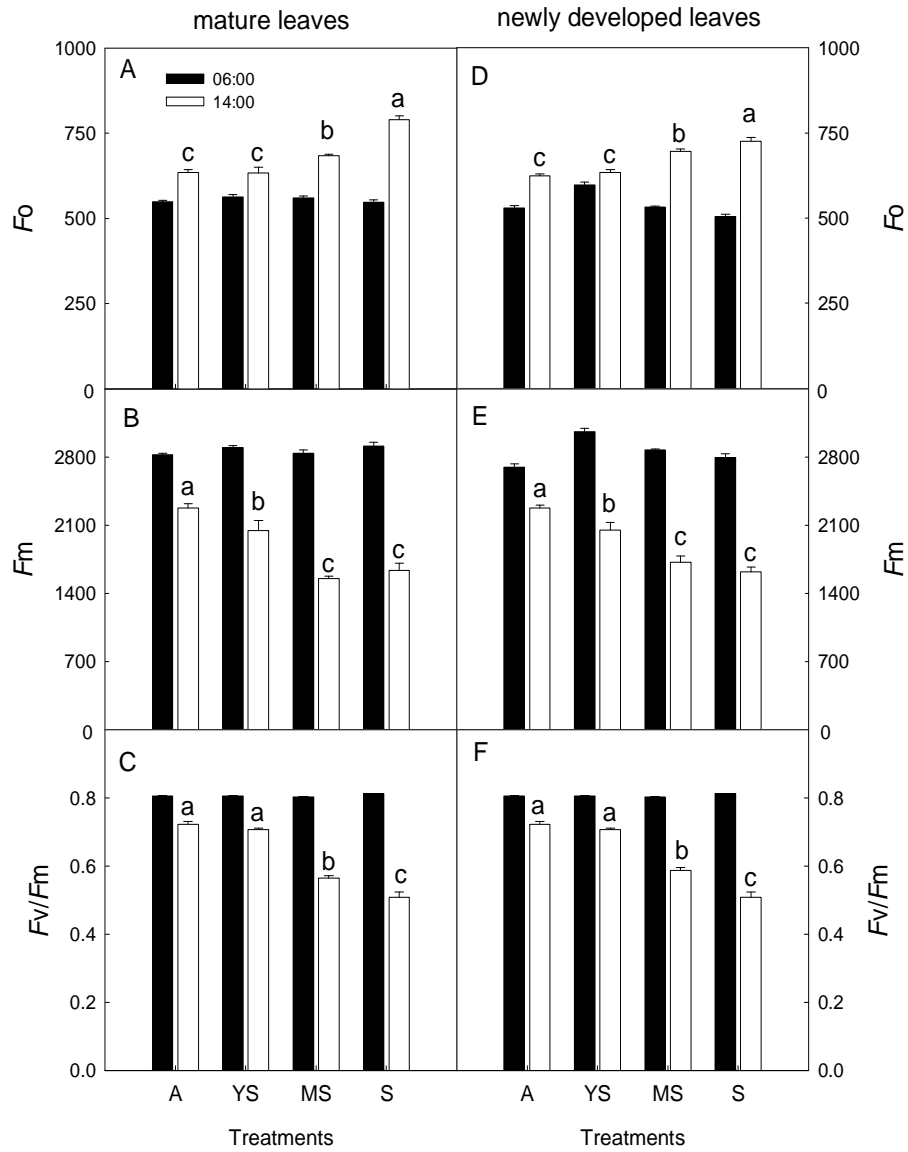 mature leaves
newly developed leaves
1000
750
500
250
0
Fo
A
06:00
14:00
c
c
b
a
D
c
c
b
a
1000
750
500
250
0
Fo
2800
2100
1400
700
0
Fm
B
a
b
c
c
E
a
b
c
c
2800
2100
1400
700
0
Fm
0.8
0.6
0.4
0.2
0.0
Fv/Fm
C
a
a
b
c
F
a
a
b
c
0.8
0.6
0.4
0.2
0.0
Fv/Fm
A YS MS S
A YS MS S
Treatments
Treatments